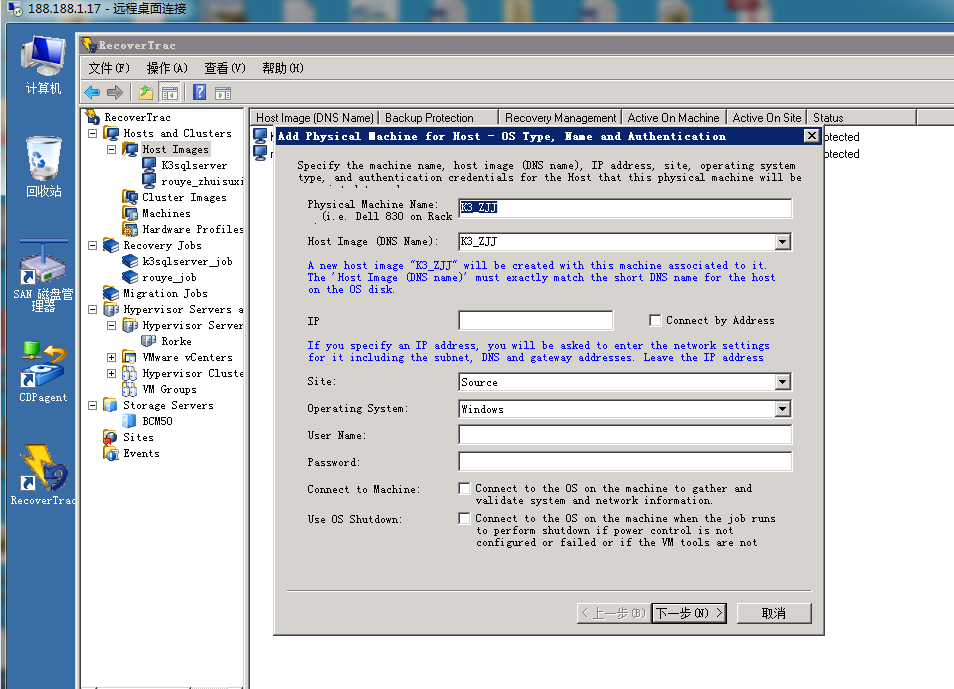 188.188.1.17 - 远程桌面连接
RecoverTrac
文件(F) 操作(A) 查看(V) 帮助(H)
计算机
回收站
SAN 磁盘管
理器
CDPagent
RecoverTrac
RecoverTrac
Hosts and Clusters
Host Images
K3sqlserver
rouye_zhuisuxi
Cluster Images
Machines
Hardware Profiles
Recovery Jobs
k3sqlserver_job
rouye_job
Migration Jobs
Hypervisor Servers a
Hypervisor Server
Rorke
VMware vCenters
Hypervisor Cluste
VM Groups
Storage Servers
BCM50
Sites
Events
Host Image (DNS Name) Backup Protection Recovery Management Active On Machine Active On Site Status
otected
otected
Add Physical Machine for Host - OS Type, Name and Authentication
Specify the machine name, host image (DNS name), IP address, site, operating system
type, and authentication credentials for the Host that this physical machine will be
Physical Machine Name: K3_ZJJ
(i.e. Dell 830 on Rack
Host Image (DNS Name): K3_ZJJ
A new host image "K3_ZJJ" will be created with this machine associated to it.
The 'Host Image (DNS name)' must exactly match the short DNS name for the host
on the OS disk.
IP Connect by Address
If you specify an IP address, you will be asked to enter the network settings
for it including the subnet, DNS and gateway addresses. Leave the IP address
Site: Source
Operating System: Windows
User Name:
Password:
Connect to Machine: Connect to the OS on the machine to gather and
validate system and network information.
Use OS Shutdown: Connect to the OS on the machine when the job runs
to perform shutdown if power control is not
configured or failed or if the VM tools are not
< 上一步(B) 下一步(N) > 取消